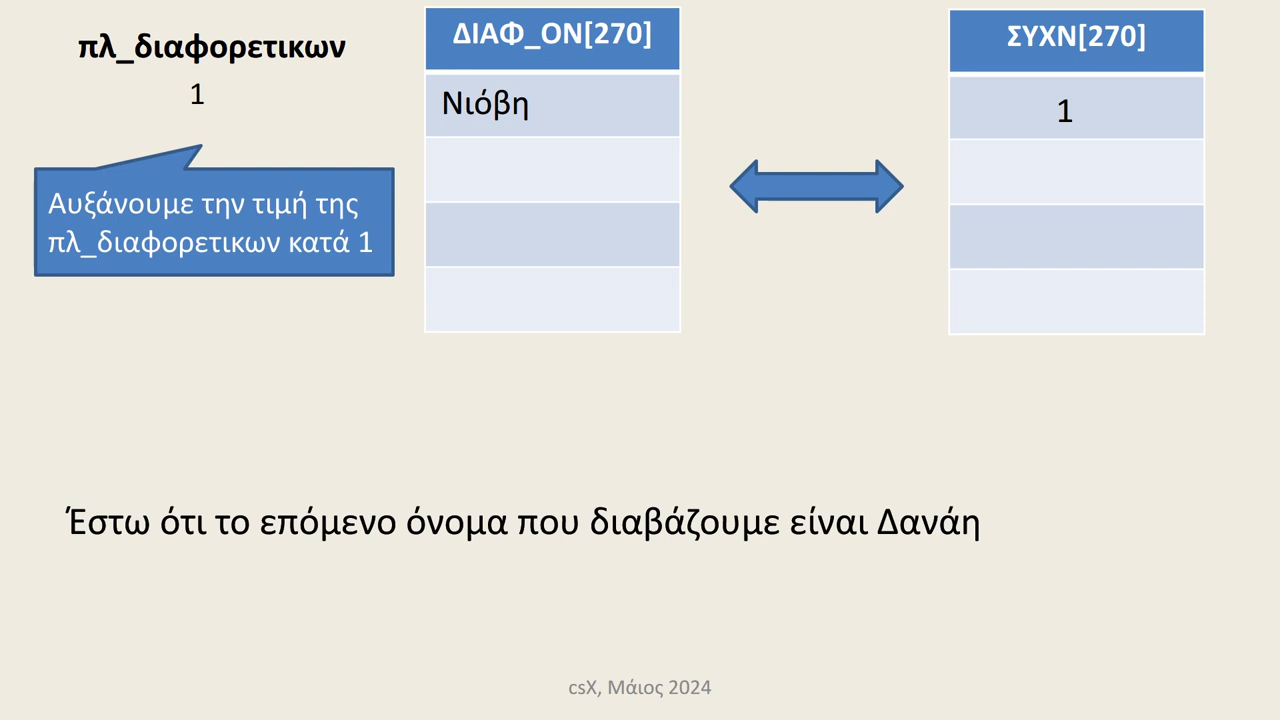 πλ_διαφορετικων
1
Αυξάνουμε την τιμή της
πλ_διαφορετικων κατά 1
ΔΙΑΦ_ΟΝ[270]
Νιόβη
ΣΥΧΝ[270]
1
Έστω ότι το επόμενο όνομα που διαβάζουμε είναι Δανάη
csX, Μάιος 2024